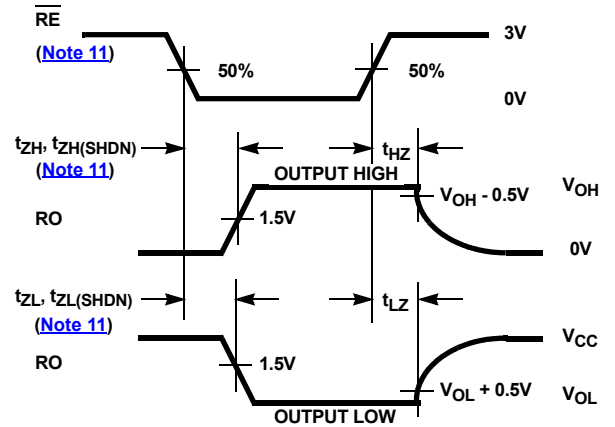 RE
(Note 11)
3V
50%
50%
0V
tZH, tZH(SHDN)
(Note 11)
tHZ
OUTPUT HIGH
VOH - 0.5V
VOH
RO
1.5V
0V
tZL, tZL(SHDN)
(Note 11)
tLZ
VCC
RO
1.5V
VOL + 0.5V
VOL
OUTPUT LOW